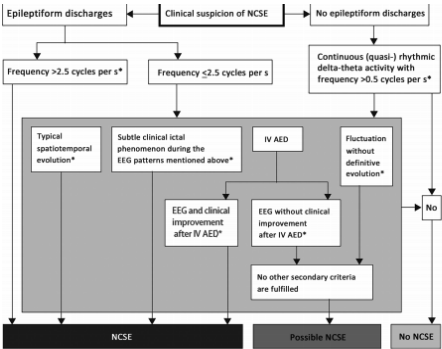 Epileptiform discharges
Clinical suspicion of NCSE
No epileptiform discharges
Frequency >2.5 cycles per s*
Frequency ≤2.5 cycles per s
Continuous (quasi-) rhythmic
delta-theta activity with
frequency >0.5 cycles per s*
Typical
spatiotemporal
evolution*
Subtle clinical ictal
phenomenon during the
EEG patterns mentioned above*
IV AED
Fluctuation
without
definitive
evolution*
EEG and clinical
improvement
after IV AED*
EEG without clinical
improvement
after IV AED*
No
No other secondary criteria
are fulfilled
NCSE
Possible NCSE
No NCSE